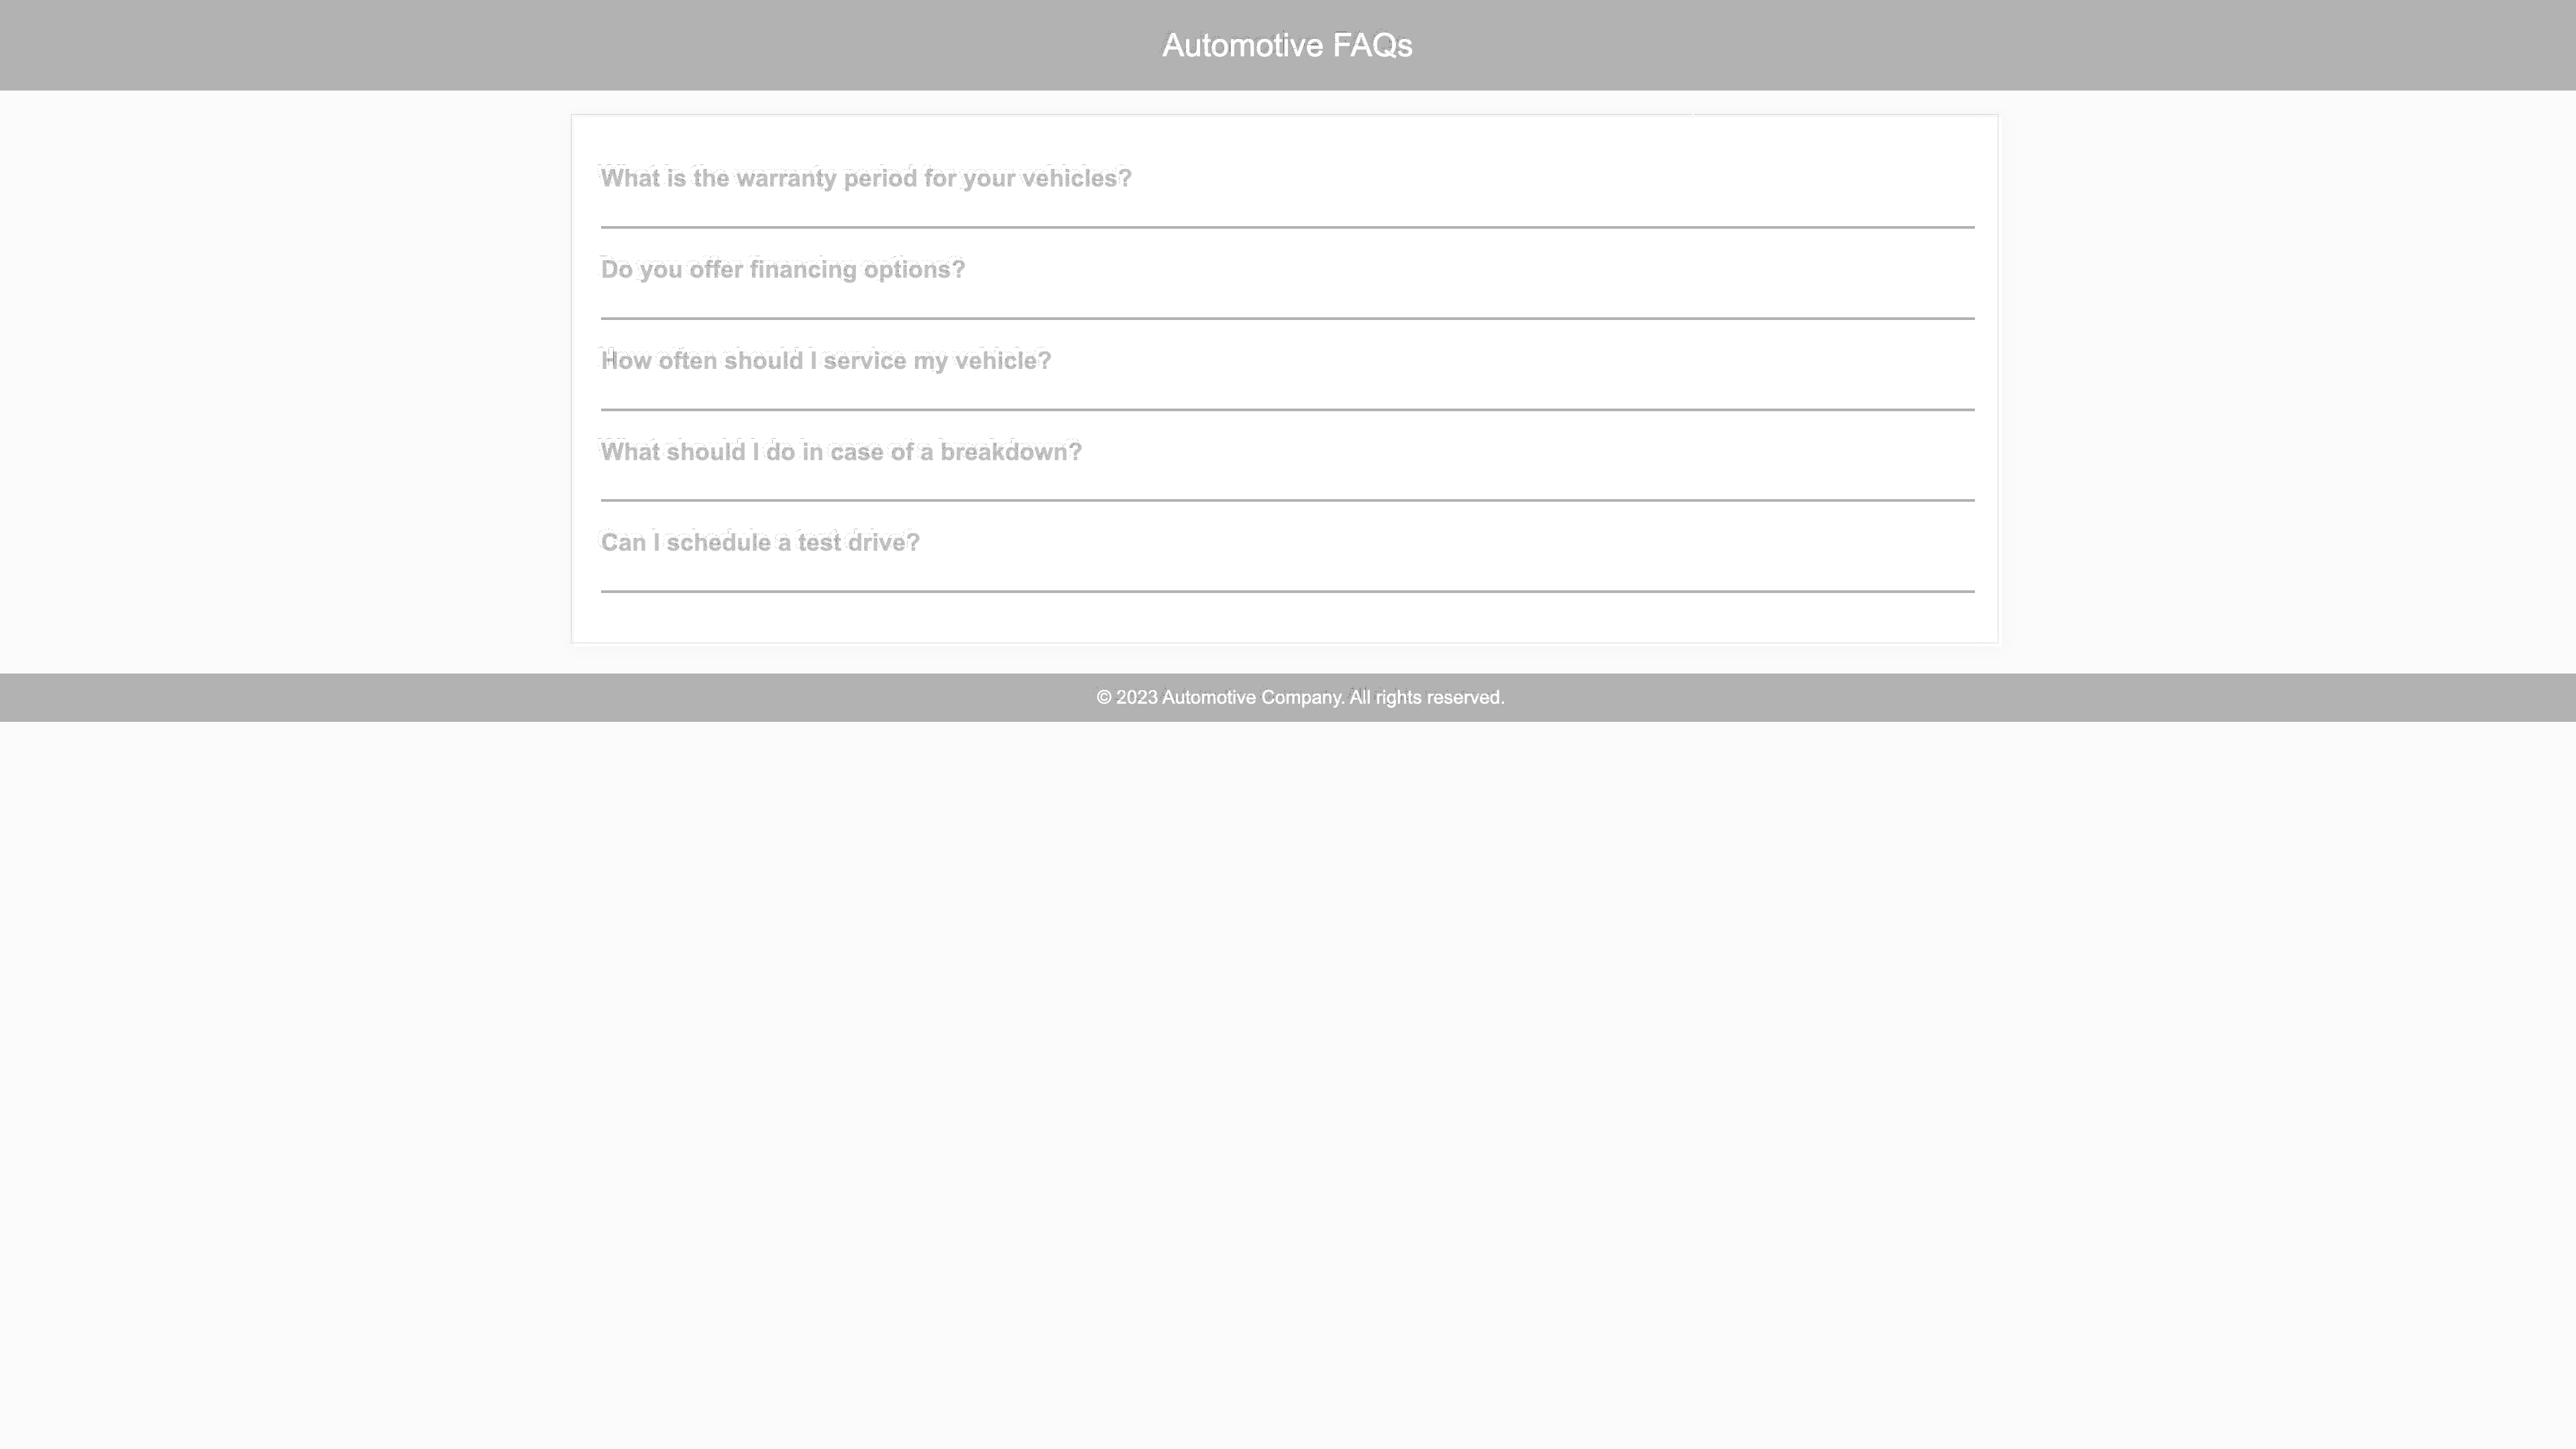 Automotive FAQs
What is the warranty period for your vehicles?
Do you offer financing options?
How often should I service my vehicle?
What should I do in case of a breakdown?
Can I schedule a test drive?
© 2023 Automotive Company. All rights reserved.